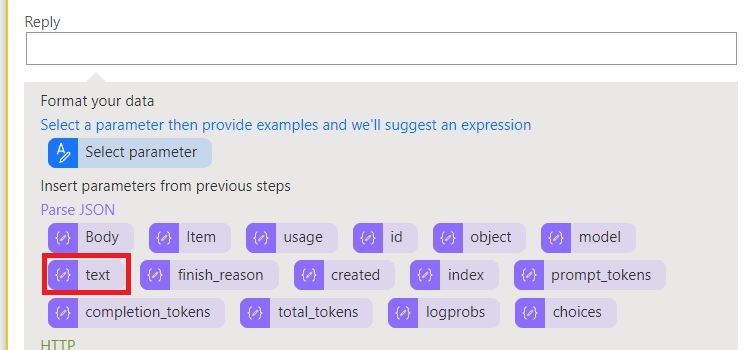 Reply
Format your data
Select a parameter then provide examples and we'll suggest an expression
Select parameter
Insert parameters from previous steps
Parse JSON
Body Item usage id object model
text finish_reason created index prompt_tokens
completion_tokens total_tokens logprobs choices
HTTP